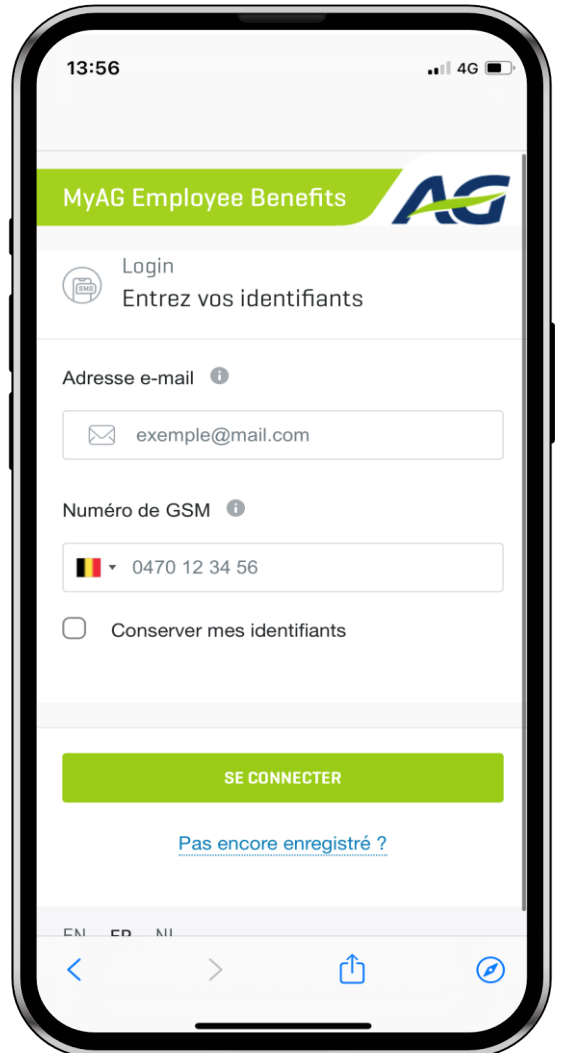 13:56
4G
MyAG Employee Benefits
AG
Login
SMS
Entrez vos identifiants
Adresse e-mail
exemple@mail.com
Numéro de GSM
0470 12 34 56
Conserver mes identifiants
SE CONNECTER
Pas encore enregistré ?
EN FR NL